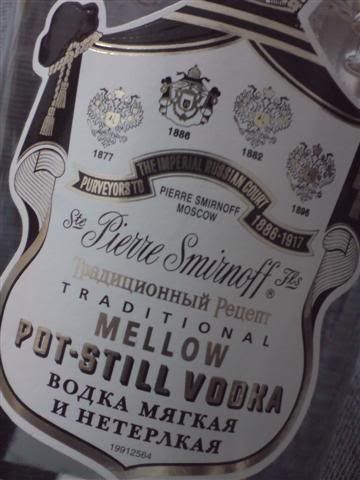 1877
1886
1882
1896
PURVEYORS TO THE IMPERIAL RUSSIAN COURT 1886-1917
PIERRE SMIRNOFF
MOSCOW
Ste Pierre Smirnoff Fls
®
Традиционный Рецепт
TRADITIONAL
MELLOW
POT-STILL VODKA
ВОДКА МЯГКАЯ
И НЕТЕРЛКАЯ
19912564